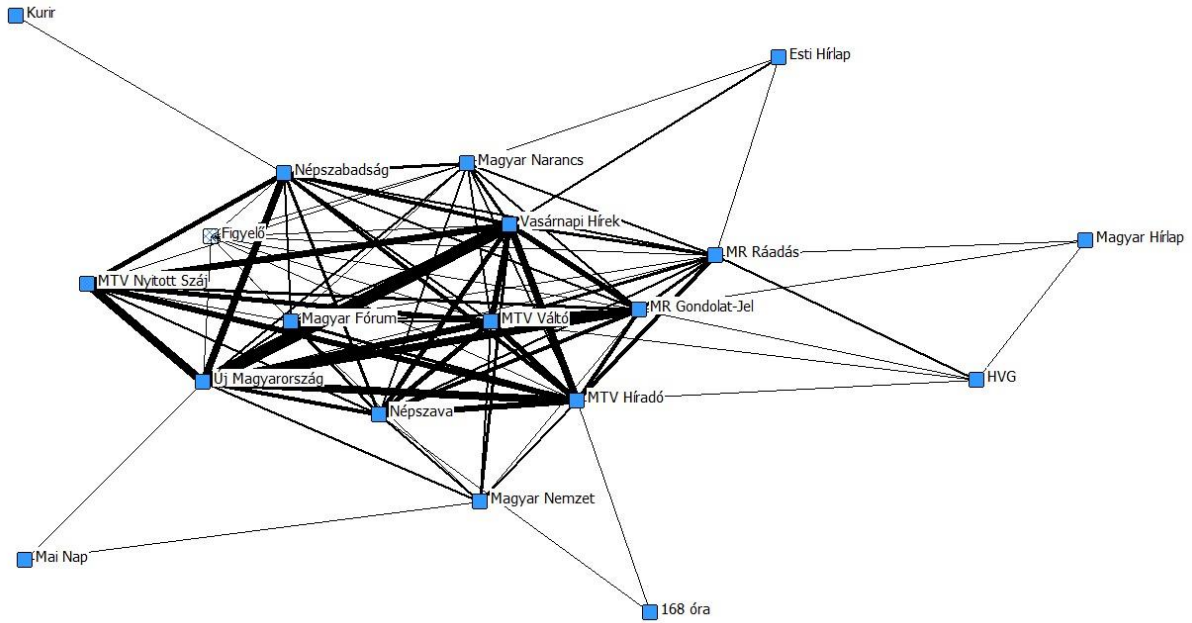 Kurir
Esti Hírlap
Magyar Narancs
Népszabadság
Vasárnapi Hírek
Figyelő
Magyar Hírlap
MR Ráadás
MTV Nyitott Száj
MR Gondolat-Jel
Magyar Fórum
MTV Váltó
Új Magyarország
HVG
MTV Híradó
Népszava
Magyar Nemzet
Mai Nap
168 óra